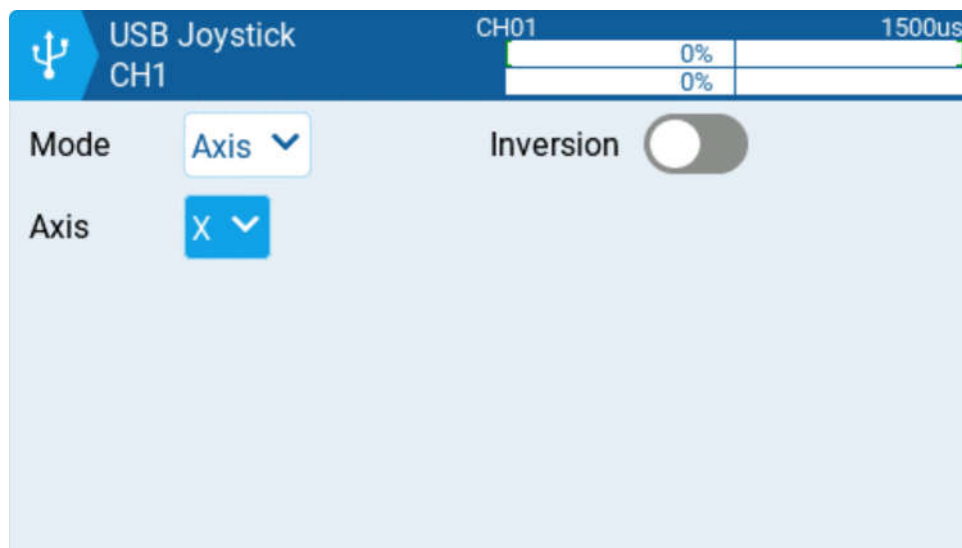 USB Joystick
CH1
CH01 1500us
0%
0%
Mode Axis Inversion
Axis X